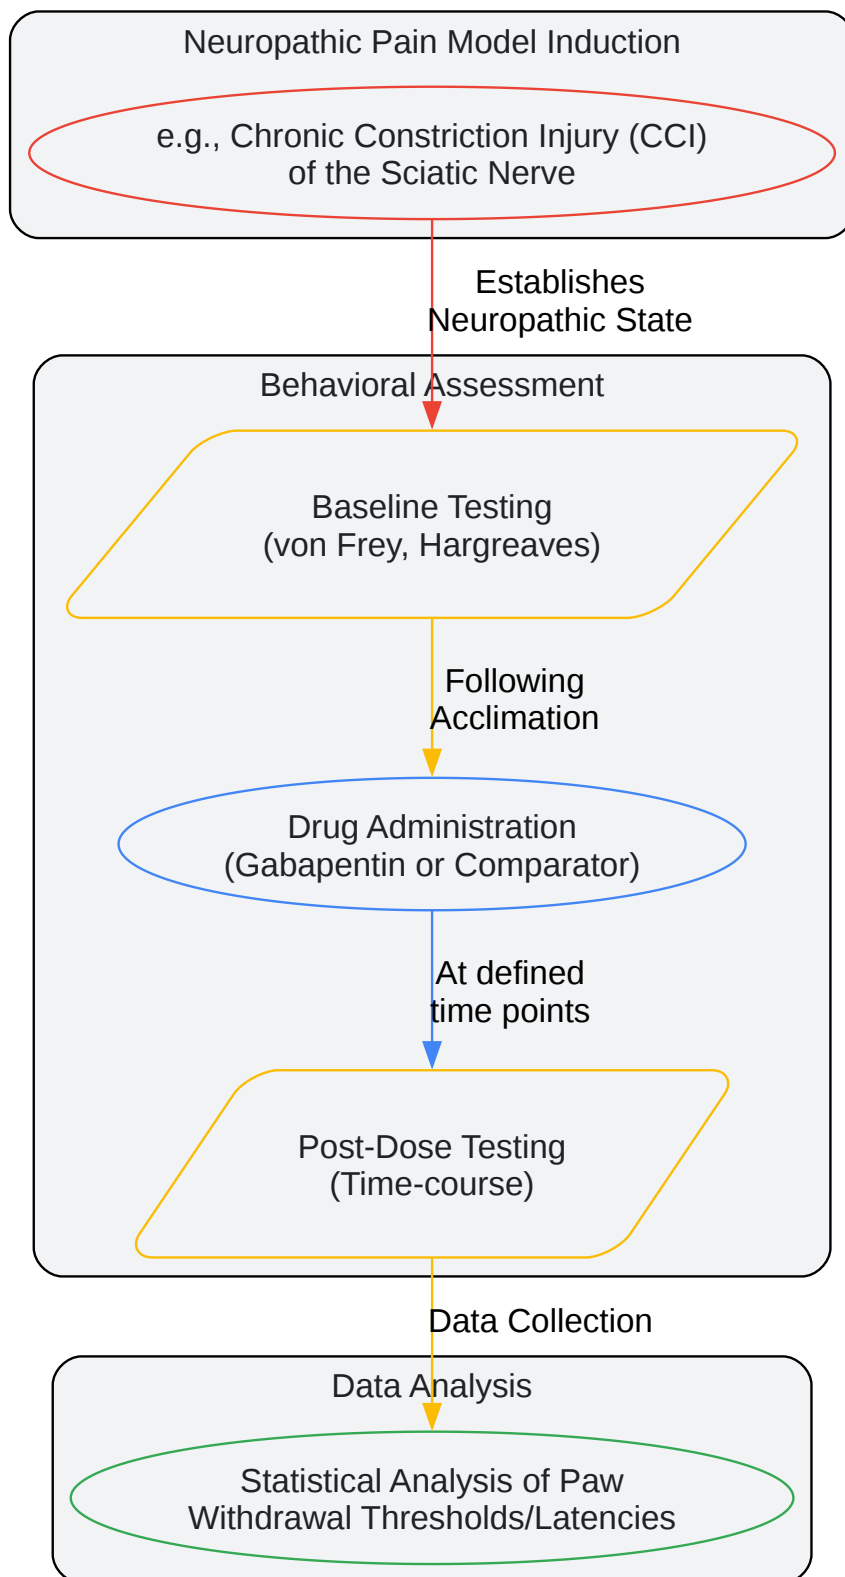 Neuropathic Pain Model Induction
e.g., Chronic Constriction Injury (CCI)
of the Sciatic Nerve
Establishes
Neuropathic State
Behavioral Assessment
Baseline Testing
(von Frey, Hargreaves)
Following
Acclimation
Drug Administration
(Gabapentin or Comparator)
At defined
time points
Post-Dose Testing
(Time-course)
Data Collection
Data Analysis
Statistical Analysis of Paw
Withdrawal Thresholds/Latencies